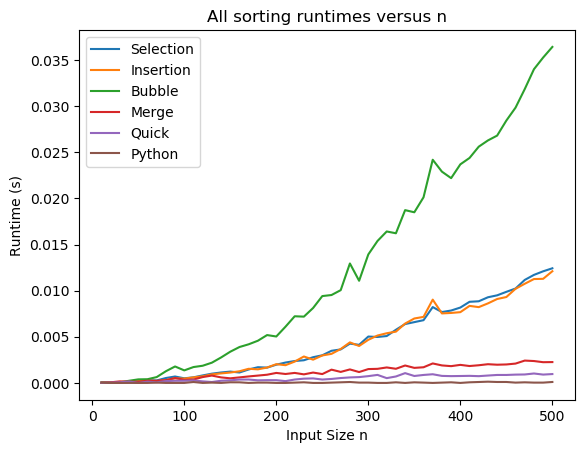 All sorting runtimes versus n
Selection
Insertion
Bubble
Merge
Quick
Python
Runtime (s)
0.035
0.030
0.025
0.020
0.015
0.010
0.005
0.000
0
100
200
300
400
500
Input Size n